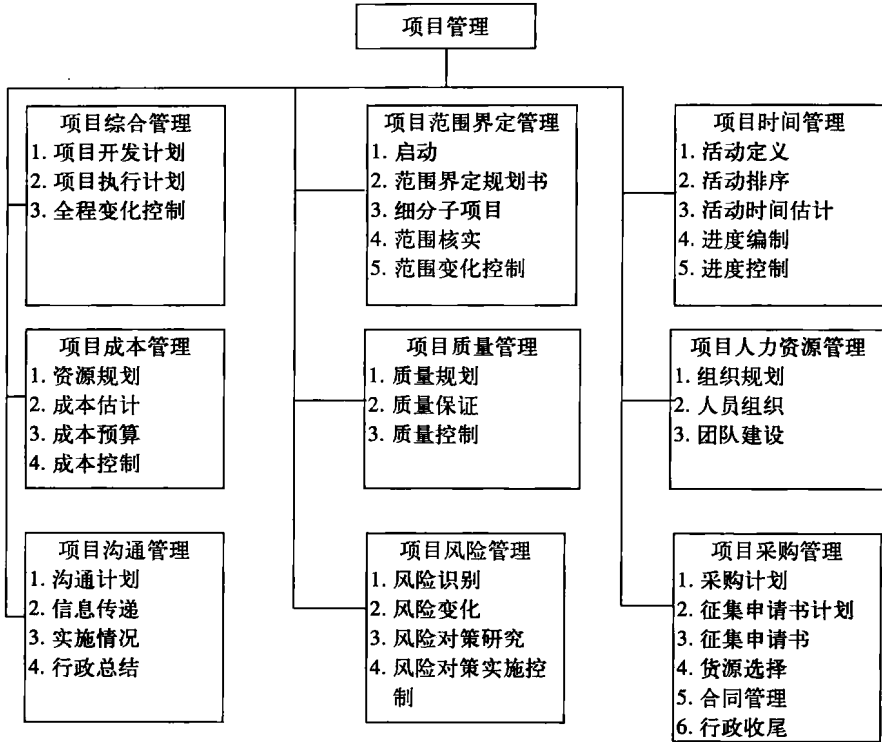 项目管理
项目综合管理
1. 项目开发计划
2. 项目执行计划
3. 全程变化控制
项目范围界定管理
1. 启动
2. 范围界定规划书
3. 细分子项目
4. 范围核实
5. 范围变化控制
项目时间管理
1. 活动定义
2. 活动排序
3. 活动时间估计
4. 进度编制
5. 进度控制
项目成本管理
1. 资源规划
2. 成本估计
3. 成本预算
4. 成本控制
项目质量管理
1. 质量规划
2. 质量保证
3. 质量控制
项目人力资源管理
1. 组织规划
2. 人员组织
3. 团队建设
项目沟通管理
1. 沟通计划
2. 信息传递
3. 实施情况
4. 行政总结
项目风险管理
1. 风险识别
2. 风险变化
3. 风险对策研究
4. 风险对策实施控
制
项目采购管理
1. 采购计划
2. 征集申请书计划
3. 征集申请书
4. 货源选择
5. 合同管理
6. 行政收尾